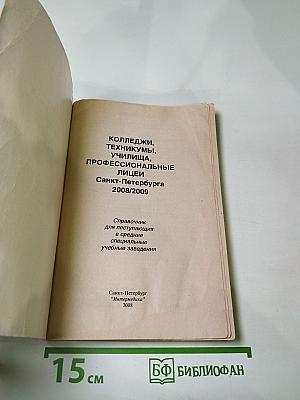 КОЛЛЕДЖИ,
ТЕХНИКУМЫ,
УЧИЛИЩА,
ПРОФЕССИОНАЛЬНЫЕ
ЛИЦЕИ
Санкт-Петербурга
2008/2009
Справочник
для поступающих
в средние
специальные
учебные заведения
Санкт-Петербург
"Интермедиа"
2008
15 см
БФ БИБЛИОФАН